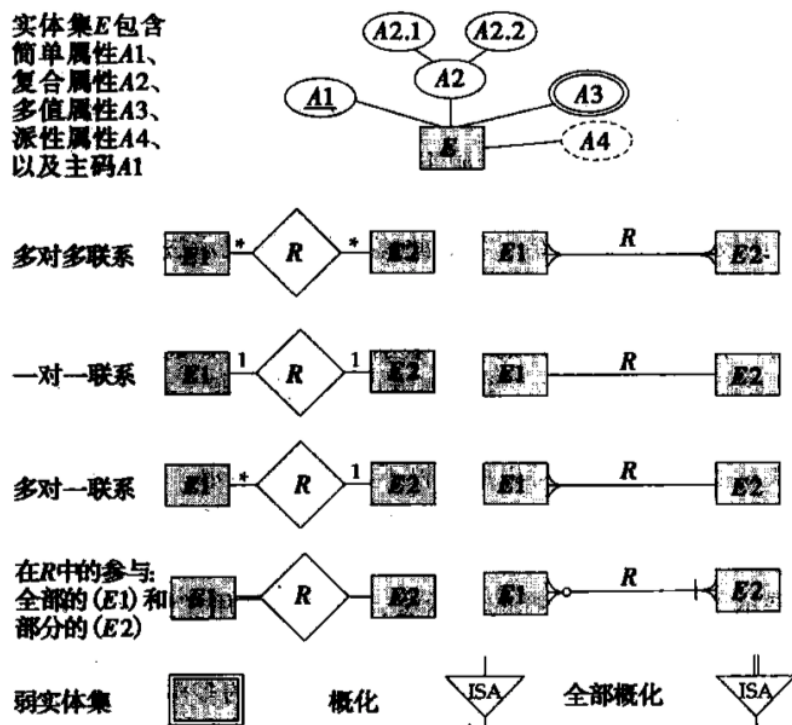 实体集E包含
简单属性A1、
复合属性A2、
多值属性A3、
派性属性A4、
以及主码A1
A2.1 A2.2
A1 A2 A3
E A4
多对多联系 E1 * R * E2 E1 R E2
一对一联系 E1 1 R 1 E2 E1 R E2
多对一联系 E1 * R 1 E2 E1 R E2
在R中的参与:
全部的(E1)和 E1 R E2 E1 R E2
部分的(E2)
弱实体集 概化 ISA 全部概化 ISA